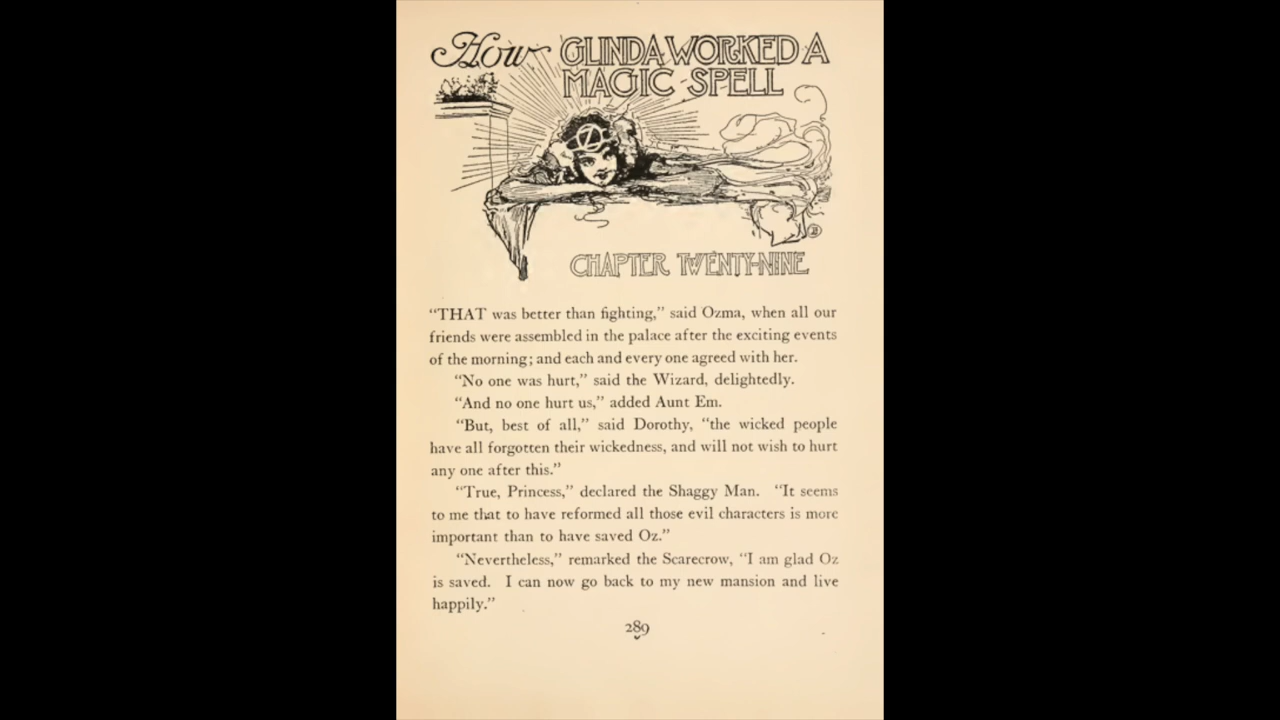 How GLINDA WORKED A
MAGIC SPELL
CHAPTER TWENTY-NINE
“THAT was better than fighting,” said Ozma, when all our
friends were assembled in the palace after the exciting events
of the morning; and each and every one agreed with her.
“No one was hurt,” said the Wizard, delightedly.
“And no one hurt us,” added Aunt Em.
“But, best of all,” said Dorothy, “the wicked people
have all forgotten their wickedness, and will not wish to hurt
any one after this.”
“True, Princess,” declared the Shaggy Man. “It seems
to me that to have reformed all those evil characters is more
important than to have saved Oz.”
“Nevertheless,” remarked the Scarecrow, “I am glad Oz
is saved. I can now go back to my new mansion and live
happily.”
289